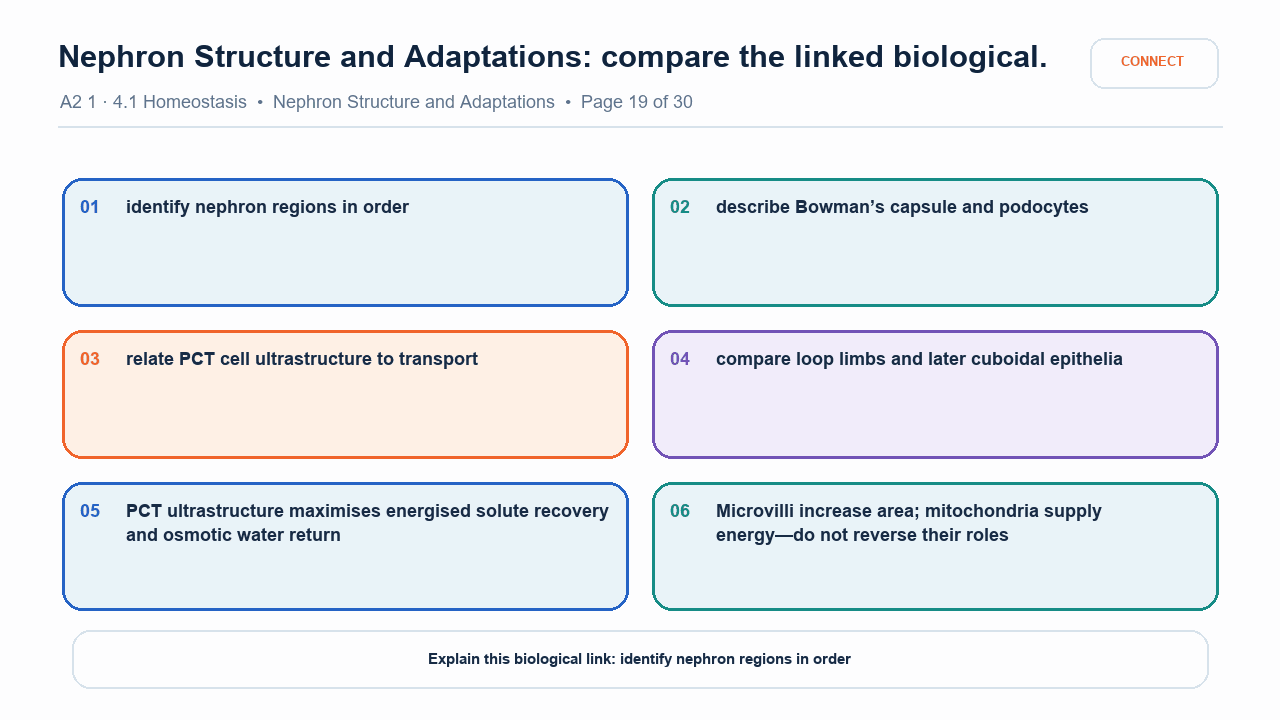 Nephron Structure and Adaptations: compare the linked biological.
CONNECT
A2 1 · 4.1 Homeostasis • Nephron Structure and Adaptations • Page 19 of 30
01 identify nephron regions in order
02 describe Bowman’s capsule and podocytes
03 relate PCT cell ultrastructure to transport
04 compare loop limbs and later cuboidal epithelia
05 PCT ultrastructure maximises energised solute recovery
and osmotic water return
06 Microvilli increase area; mitochondria supply
energy—do not reverse their roles
Explain this biological link: identify nephron regions in order